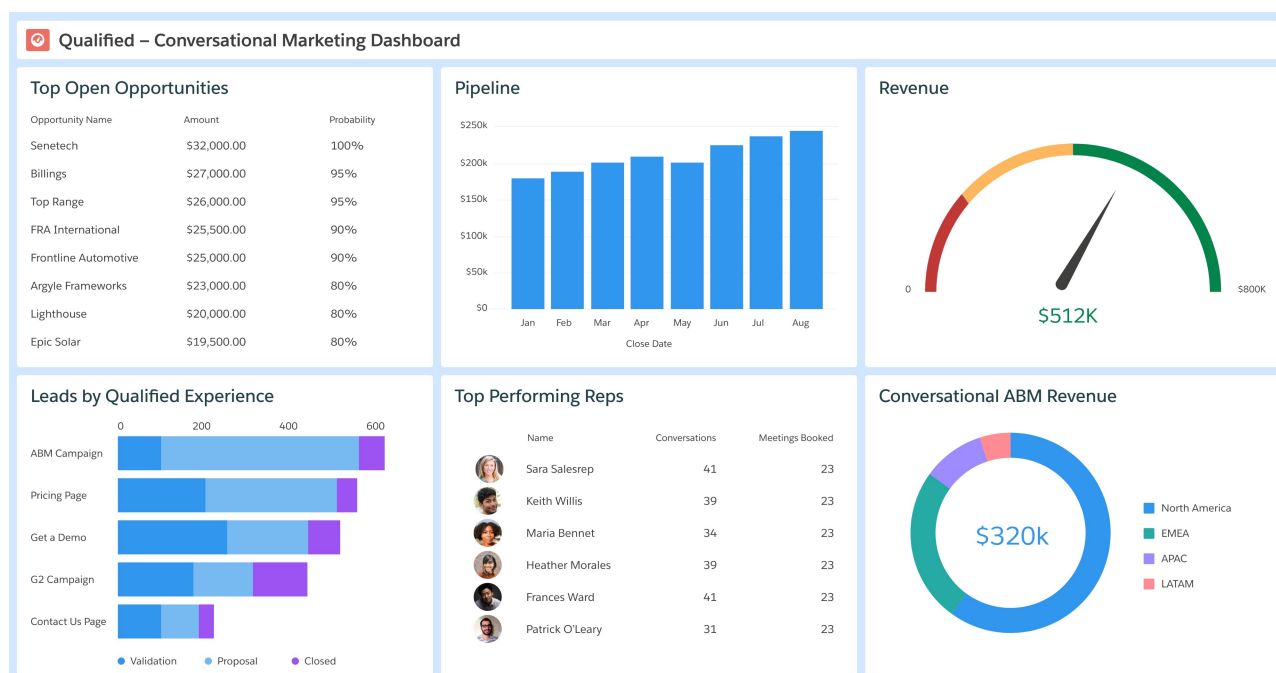 Qualified – Conversational Marketing Dashboard
Top Open Opportunities
Opportunity Name Amount Probability
Senetech $32,000.00 100%
Billings $27,000.00 95%
Top Range $26,000.00 95%
FRA International $25,500.00 90%
Frontline Automotive $25,000.00 90%
Argyle Frameworks $23,000.00 80%
Lighthouse $20,000.00 80%
Epic Solar $19,500.00 80%
Pipeline
$250k
$200k
$150k
$100k
$50k
$0
Jan Feb Mar Apr May Jun Jul Aug
Close Date
Revenue
0 $800K
$512K
Leads by Qualified Experience
0 200 400 600
ABM Campaign
Pricing Page
Get a Demo
G2 Campaign
Contact Us Page
Validation Proposal Closed
Top Performing Reps
Name Conversations Meetings Booked
Sara Salesrep 41 23
Keith Willis 39 23
Maria Bennet 34 23
Heather Morales 39 23
Frances Ward 41 23
Patrick O'Leary 31 23
Conversational ABM Revenue
$320k
North America
EMEA
APAC
LATAM